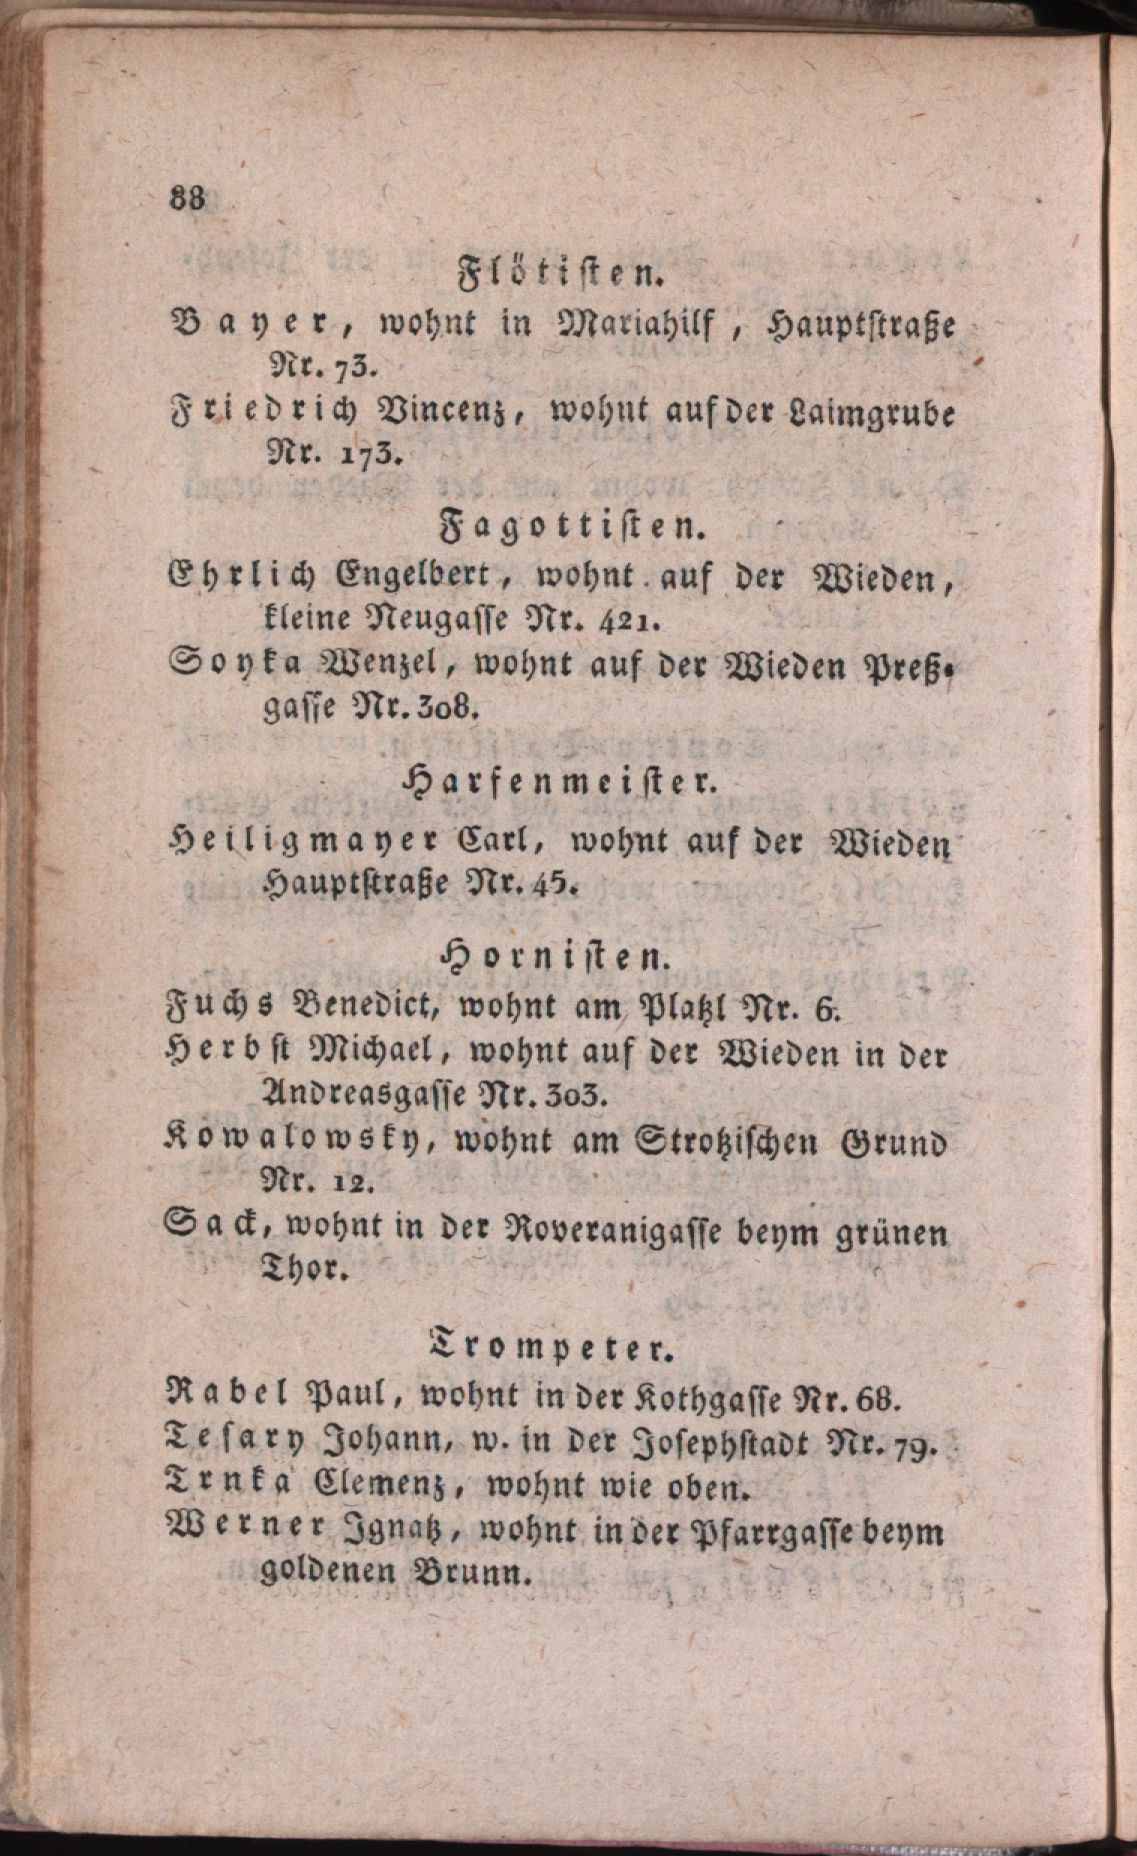 88
Flötisten.
Bayer, wohnt in Mariahilf, Hauptstraße
Nr. 73.
Friedrich Vincenz, wohnt auf der Laimgrube
Nr. 173.
Fagottisten.
Ehrlich Engelbert, wohnt auf der Wieden,
kleine Neugasse Nr. 421.
Soyka Wenzel, wohnt auf der Wieden Preß-
gasse Nr. 308.
Harfenmeister.
Heiligmayer Carl, wohnt auf der Wieden
Hauptstraße Nr. 45.
Hornisten.
Fuchs Benedict, wohnt am Platzl Nr. 6.
Herbst Michael, wohnt auf der Wieden in der
Andreasgasse Nr. 303.
Kowalowsky, wohnt am Strotzischen Grund
Nr. 12.
Sack, wohnt in der Roveranigasse beym grünen
Thor.
Trompeter.
Rabel Paul, wohnt in der Kothgasse Nr. 68.
Tesary Johann, w. in der Josephstadt Nr. 79.
Trnka Clemenz, wohnt wie oben.
Werner Ignatz, wohnt in der Pfarrgasse beym
goldenen Brunn.